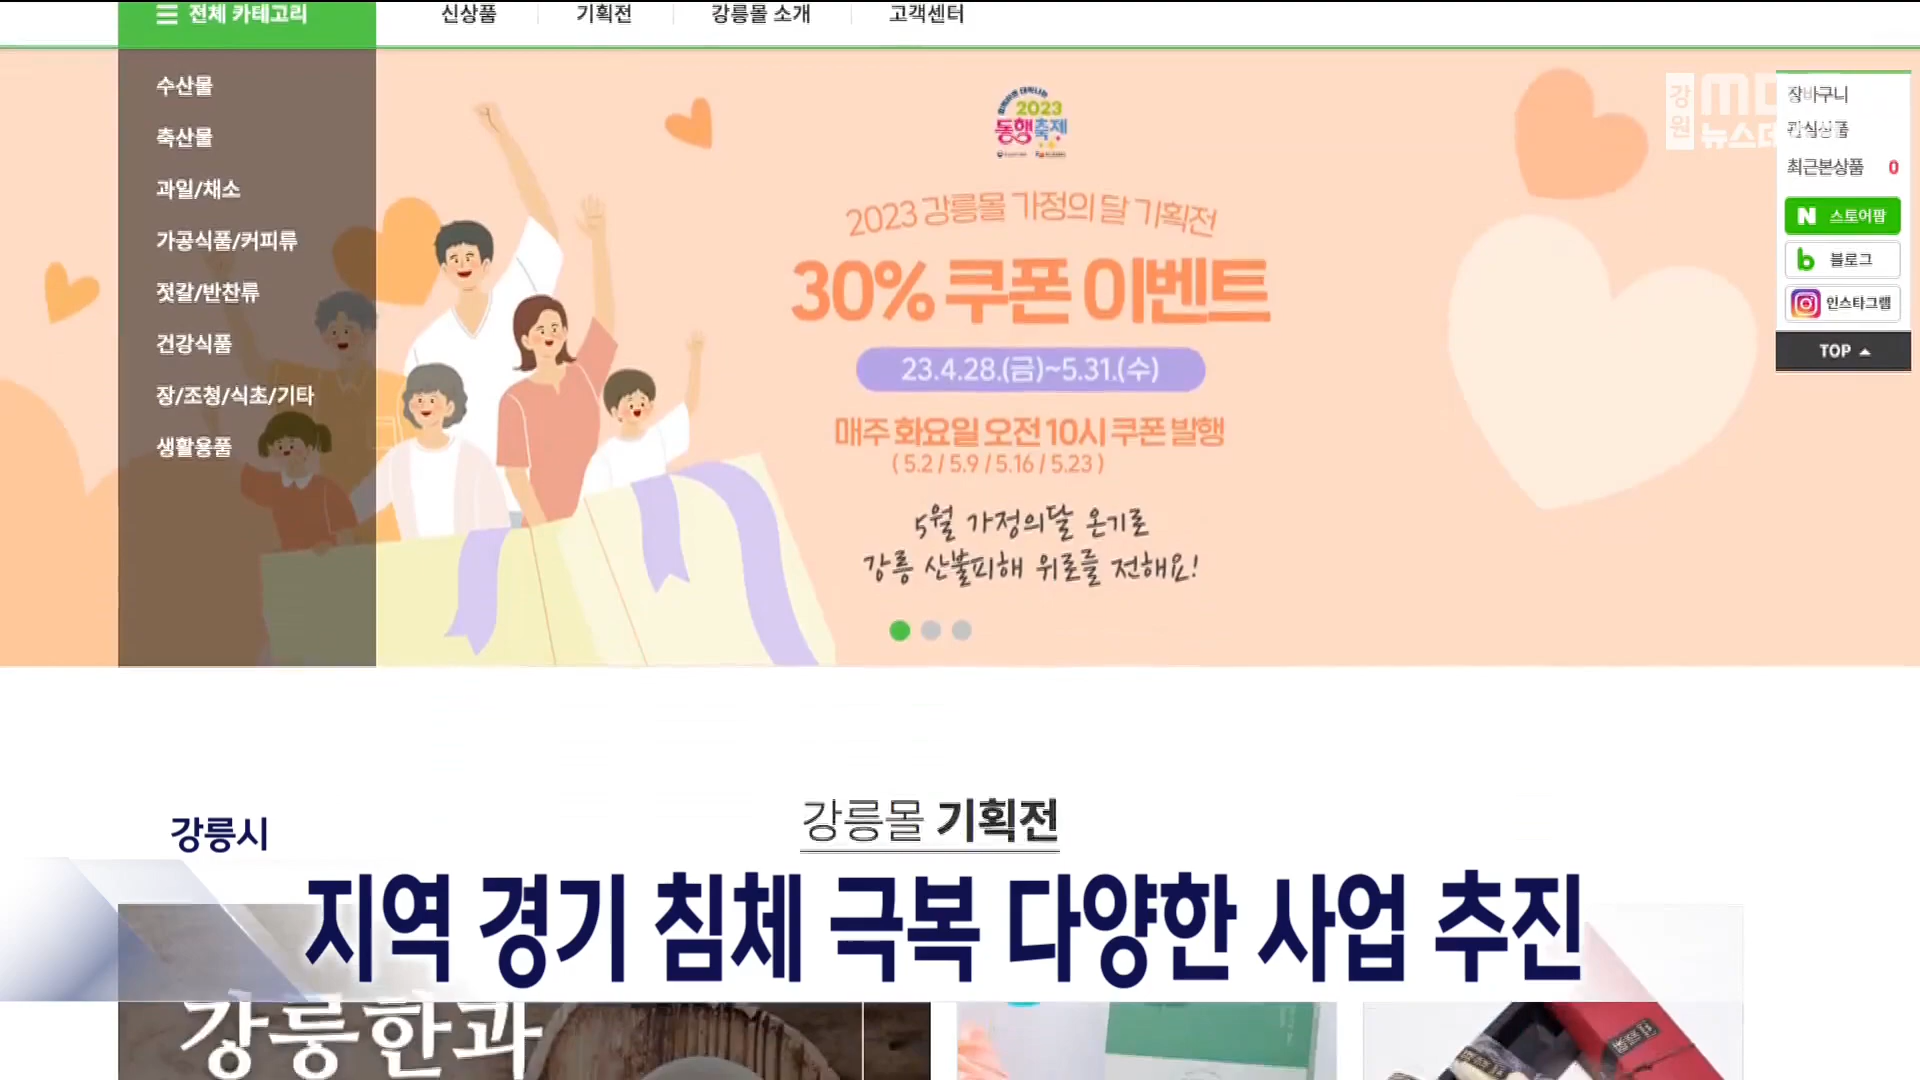 전체 카테고리
신상품
기획전
강릉몰 소개
고객센터
수산물
축산물
과일/채소
가공식품/커피류
젓갈/반찬류
건강식품
장/조청/식초/기타
생활용품
2023
동행축제
2023 강릉몰 가정의 달 기획전
30% 쿠폰 이벤트
23.4.28.(금)~5.31.(수)
매주 화요일 오전 10시 쿠폰 발행
( 5.2 / 5.9 / 5.16 / 5.23 )
5월 가정의달 온기로
강릉 산불피해 위로를 전해요!
강원
뉴스데
장바구니
관심상품
최근본상품 0
N 스토어팜
b 블로그
인스타그램
TOP
강릉몰 기획전
강릉시
지역 경기 침체 극복 다양한 사업 추진
강릉한과